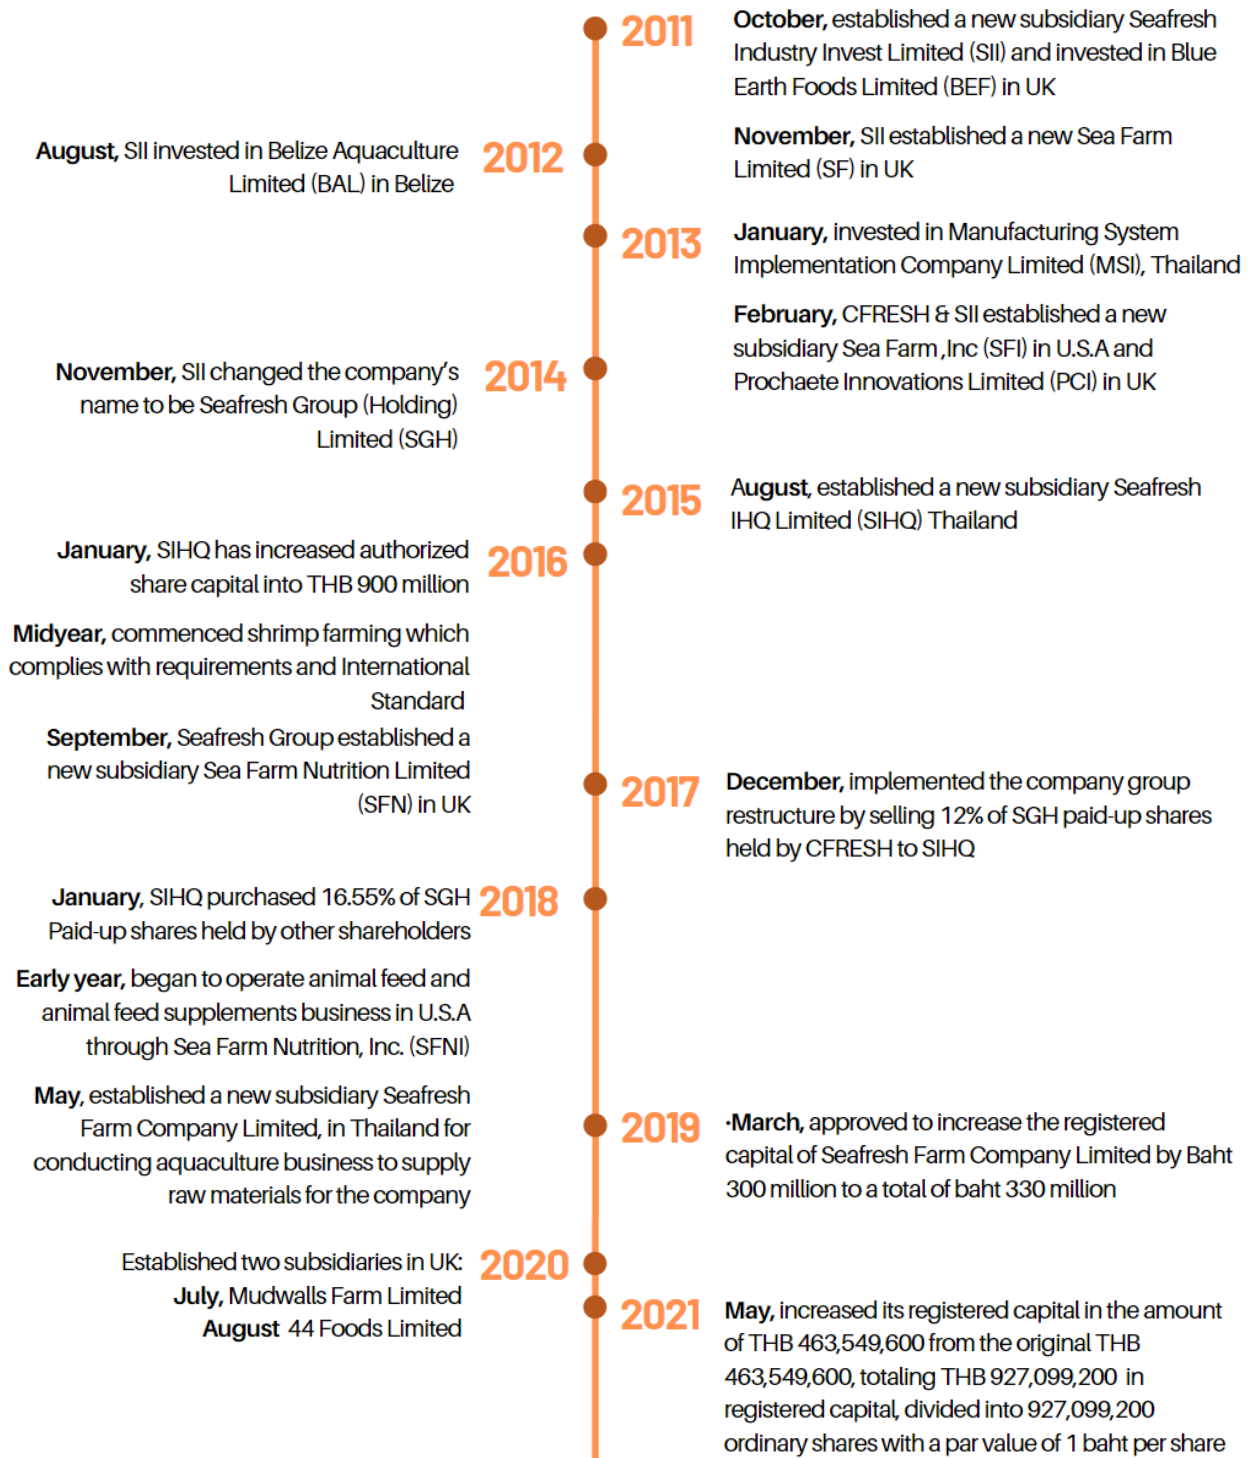 2011
October, established a new subsidiary Seafresh
Industry Invest Limited (SII) and invested in Blue
Earth Foods Limited (BEF) in UK
November, SII established a new Sea Farm
Limited (SF) in UK
2012
August, SII invested in Belize Aquaculture
Limited (BAL) in Belize
2013
January, invested in Manufacturing System
Implementation Company Limited (MSI), Thailand
February, CFRESH & SII established a new
subsidiary Sea Farm ,Inc (SFI) in U.S.A and
Prochaete Innovations Limited (PCI) in UK
2014
November, SII changed the company's
name to be Seafresh Group (Holding)
Limited (SGH)
2015
August, established a new subsidiary Seafresh
IHQ Limited (SIHQ) Thailand
2016
January, SIHQ has increased authorized
share capital into THB 900 million
Midyear, commenced shrimp farming which
complies with requirements and International
Standard
September, Seafresh Group established a
new subsidiary Sea Farm Nutrition Limited
(SFN) in UK
2017
December, implemented the company group
restructure by selling 12% of SGH paid-up shares
held by CFRESH to SIHQ
2018
January, SIHQ purchased 16.55% of SGH
Paid-up shares held by other shareholders
Early year, began to operate animal feed and
animal feed supplements business in U.S.A
through Sea Farm Nutrition, Inc. (SFNI)
May, established a new subsidiary Seafresh
Farm Company Limited, in Thailand for
conducting aquaculture business to supply
raw materials for the company
2019
·March, approved to increase the registered
capital of Seafresh Farm Company Limited by Baht
300 million to a total of baht 330 million
2020
Established two subsidiaries in UK:
July, Mudwalls Farm Limited
August 44 Foods Limited
2021
May, increased its registered capital in the amount
of THB 463,549,600 from the original THB
463,549,600, totaling THB 927,099,200 in
registered capital, divided into 927,099,200
ordinary shares with a par value of 1 baht per share